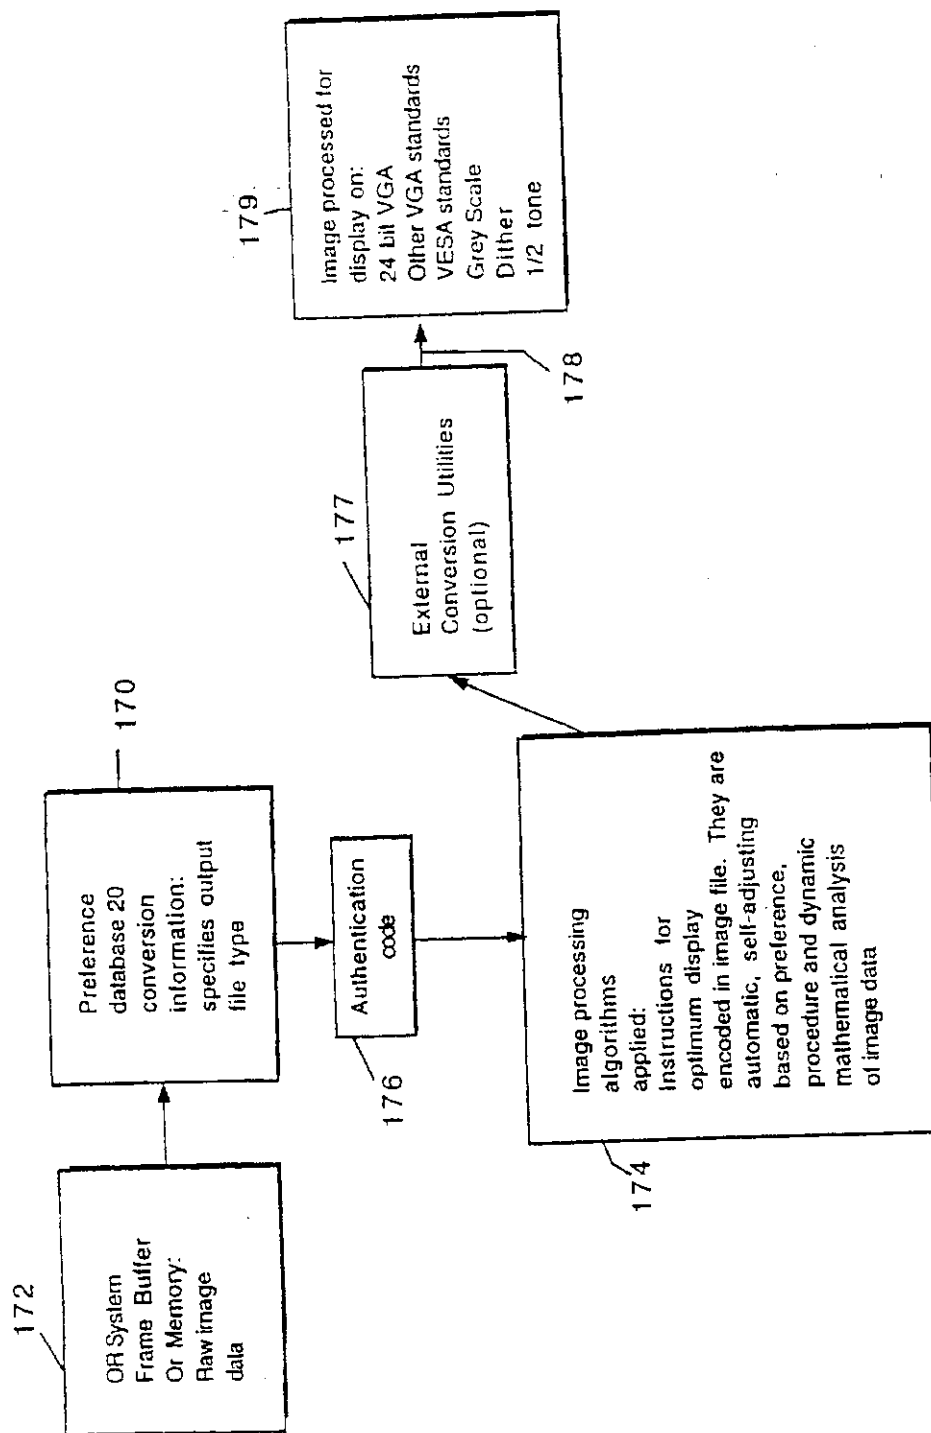 172
OR System
Frame Buffer
Or Memory:
Raw image
data
170
Preference
database 20
conversion
information:
specifies output
file type
176
Authentication
code
174
Image processing
algorithms
applied:
Instructions for
optimum display
encoded in image file. They are
automatic, self-adjusting
based on preference,
procedure and dynamic
mathematical analysis
of image data
177
External
Conversion Utilities
(optional)
178
179
Image processed for
display on:
24 bit VGA
Other VGA standards
VESA standards
Grey Scale
Dither
1/2 tone